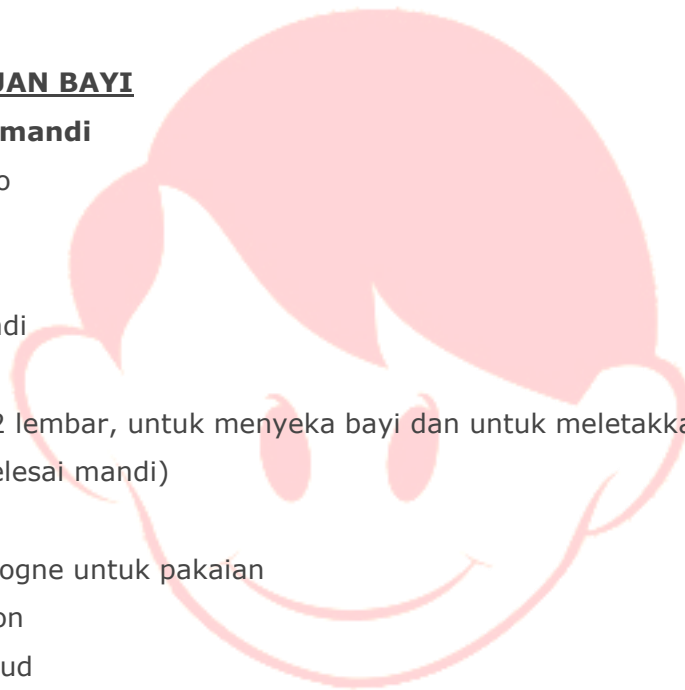 UAN BAYI
mandi
o
di
2 lembar, untuk menyeka bayi dan untuk meletakka
elesai mandi)
ogne untuk pakaian
on
ud